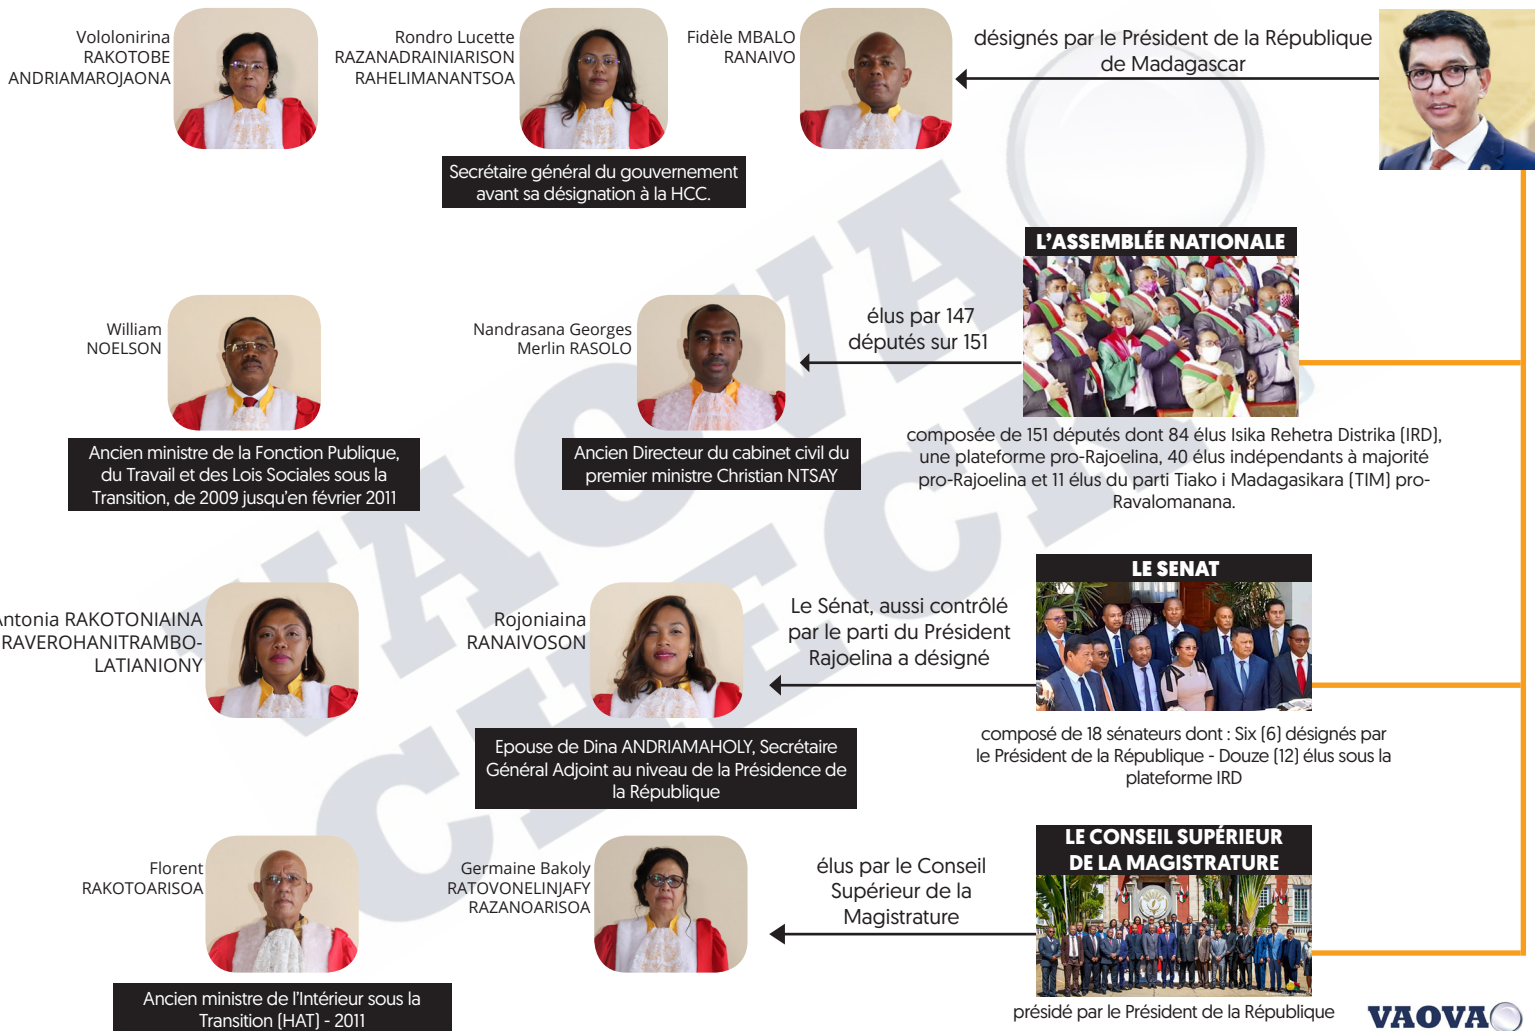 Vololonirina
RAKOTOBE
ANDRIAMAROJAONA
Rondro Lucette
RAZANADRAINIARISON
RAHELIMANANTSOA
Fidèle MBALO
RANAIVO
désignés par le Président de la République
de Madagascar
Secrétaire général du gouvernement
avant sa désignation à la HCC.
L'ASSEMBLÉE NATIONALE
William
NOELSON
Nandrasana Georges
Merlin RASOLO
élus par 147
députés sur 151
Ancien ministre de la Fonction Publique,
du Travail et des Lois Sociales sous la
Transition, de 2009 jusqu'en février 2011
Ancien Directeur du cabinet civil du
premier ministre Christian NTSAY
composée de 151 députés dont 84 élus Isika Rehetra Distrika (IRD),
une plateforme pro-Rajoelina, 40 élus indépendants à majorité
pro-Rajoelina et 11 élus du parti Tiako i Madagasikara (TIM) pro-
Ravalomanana.
LE SENAT
Antonia RAKOTONIAINA
RAVEROHANITRAMBO-
LATIANIONY
Rojoniaina
RANAIVOSON
Le Sénat, aussi contrôlé
par le parti du Président
Rajoelina a désigné
Epouse de Dina ANDRIAMAHOLY, Secrétaire
Général Adjoint au niveau de la Présidence de
la République
composé de 18 sénateurs dont : Six (6) désignés par
le Président de la République - Douze (12) élus sous la
plateforme IRD
LE CONSEIL SUPÉRIEUR
DE LA MAGISTRATURE
Florent
RAKOTOARISOA
Germaine Bakoly
RATOVONELINJAFY
RAZANOARISOA
élus par le Conseil
Supérieur de la
Magistrature
Ancien ministre de l'Intérieur sous la
Transition (HAT) - 2011
présidé par le Président de la République
VAOVA
VAOVA
CHECK